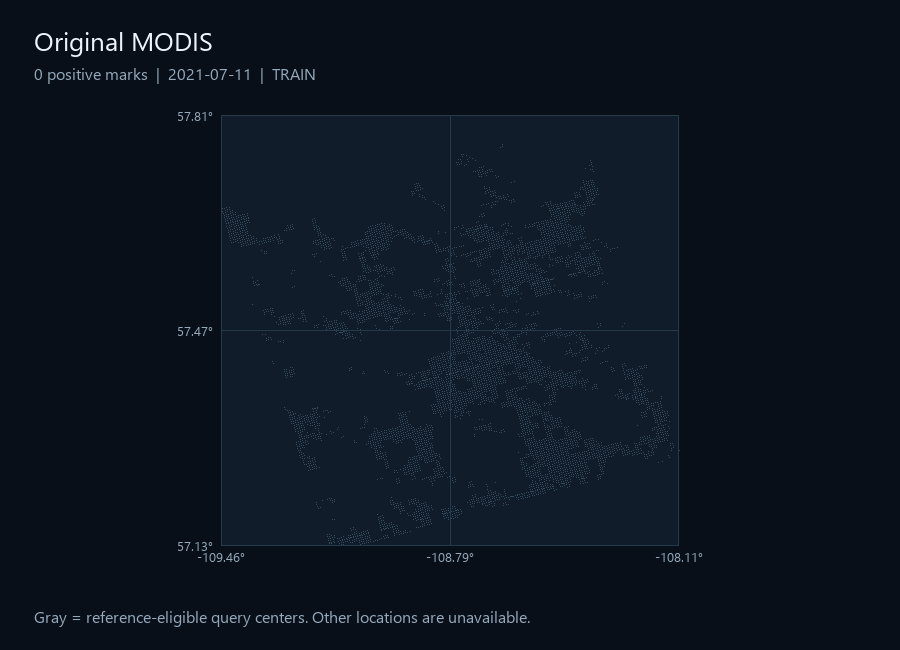 Original MODIS
0 positive marks | 2021-07-11 | TRAIN
57.81°
57.47°
57.13°
-109.46°
-108.79°
-108.11°
Gray = reference-eligible query centers. Other locations are unavailable.